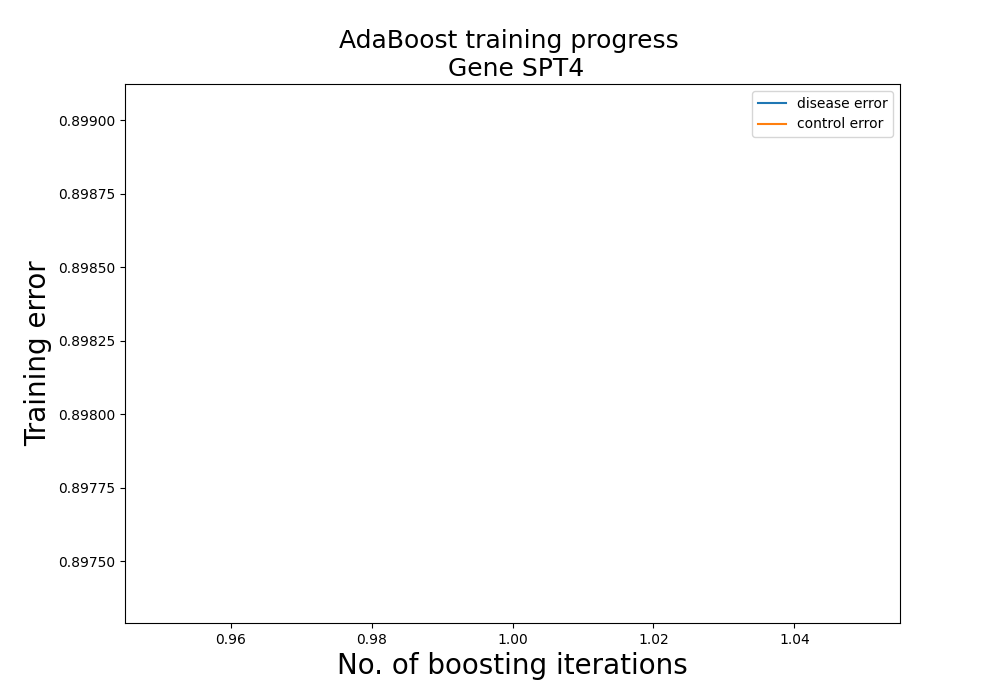 AdaBoost training progress
Gene SPT4
disease error
control error
0.89900
0.89875
0.89850
0.89825
0.89800
0.89775
0.89750
Training error
0.96
0.98
1.00
1.02
1.04
No. of boosting iterations